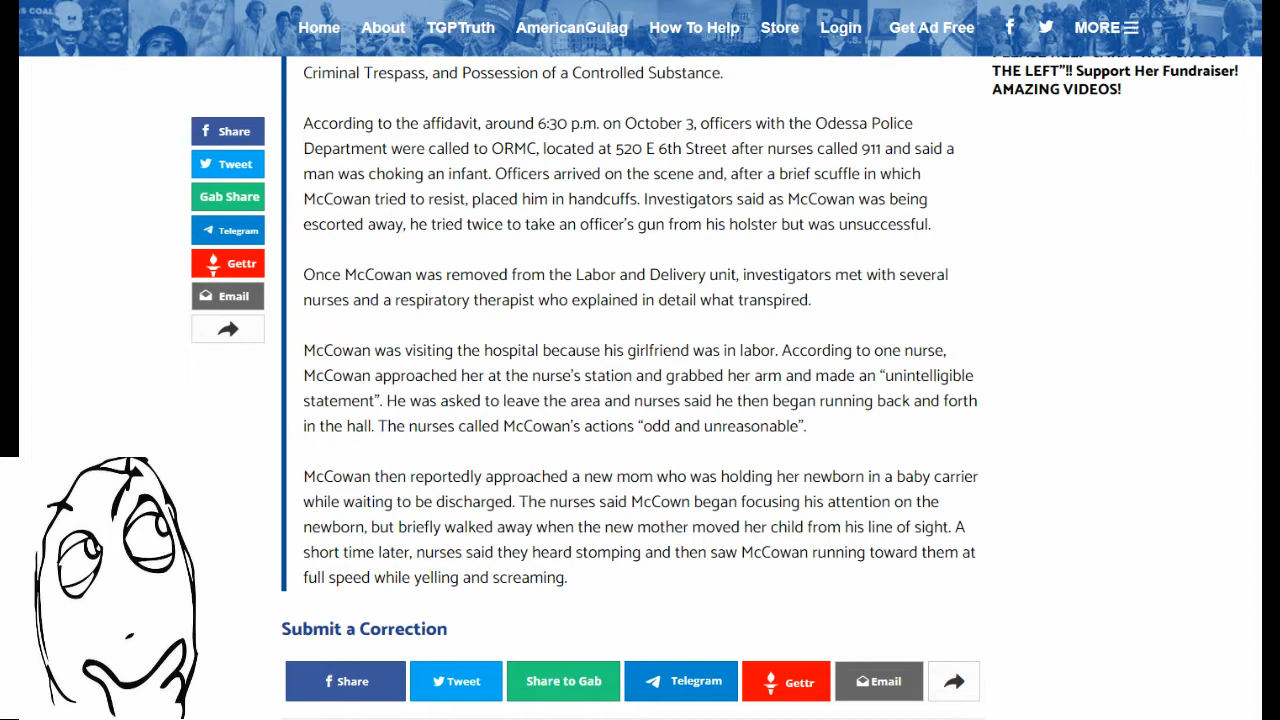 COAL
Home About TGPTruth AmericanGulag How To Help Store Login Get Ad Free MORE
Criminal Trespass, and Possession of a Controlled Substance.
THE LEFT"!! Support Her Fundraiser!
AMAZING VIDEOS!
Share
Tweet
Gab Share
Telegram
Gettr
Email
According to the affidavit, around 6:30 p.m. on October 3, officers with the Odessa Police
Department were called to ORMC, located at 520 E 6th Street after nurses called 911 and said a
man was choking an infant. Officers arrived on the scene and, after a brief scuffle in which
McCowan tried to resist, placed him in handcuffs. Investigators said as McCowan was being
escorted away, he tried twice to take an officer's gun from his holster but was unsuccessful.
Once McCowan was removed from the Labor and Delivery unit, investigators met with several
nurses and a respiratory therapist who explained in detail what transpired.
McCowan was visiting the hospital because his girlfriend was in labor. According to one nurse,
McCowan approached her at the nurse's station and grabbed her arm and made an "unintelligible
statement". He was asked to leave the area and nurses said he then began running back and forth
in the hall. The nurses called McCowan's actions "odd and unreasonable".
McCowan then reportedly approached a new mom who was holding her newborn in a baby carrier
while waiting to be discharged. The nurses said McCown began focusing his attention on the
newborn, but briefly walked away when the new mother moved her child from his line of sight. A
short time later, nurses said they heard stomping and then saw McCowan running toward them at
full speed while yelling and screaming.
Submit a Correction
Share Tweet Share to Gab Telegram Gettr Email